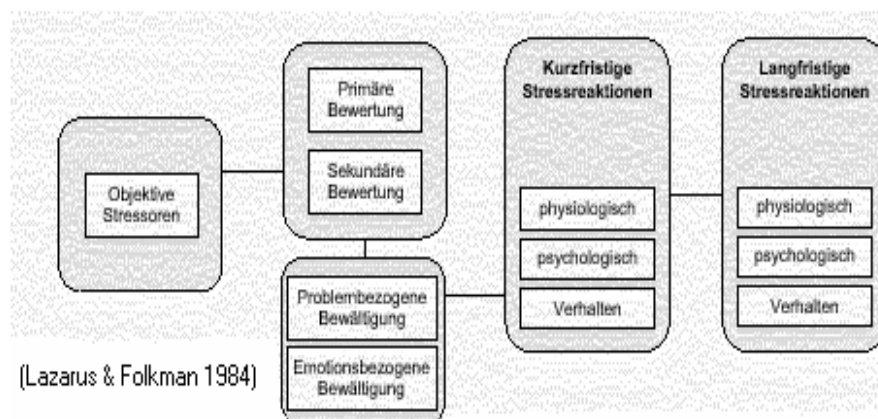 Objektive
Stressoren
Primäre
Bewertung
Sekundäre
Bewertung
Problembezogene
Bewältigung
Emotionsbezogene
Bewältigung
Kurzfristige
Stressreaktionen
physiologisch
psychologisch
Verhalten
Langfristige
Stressreaktionen
physiologisch
psychologisch
Verhalten
(Lazarus & Folkman 1984)